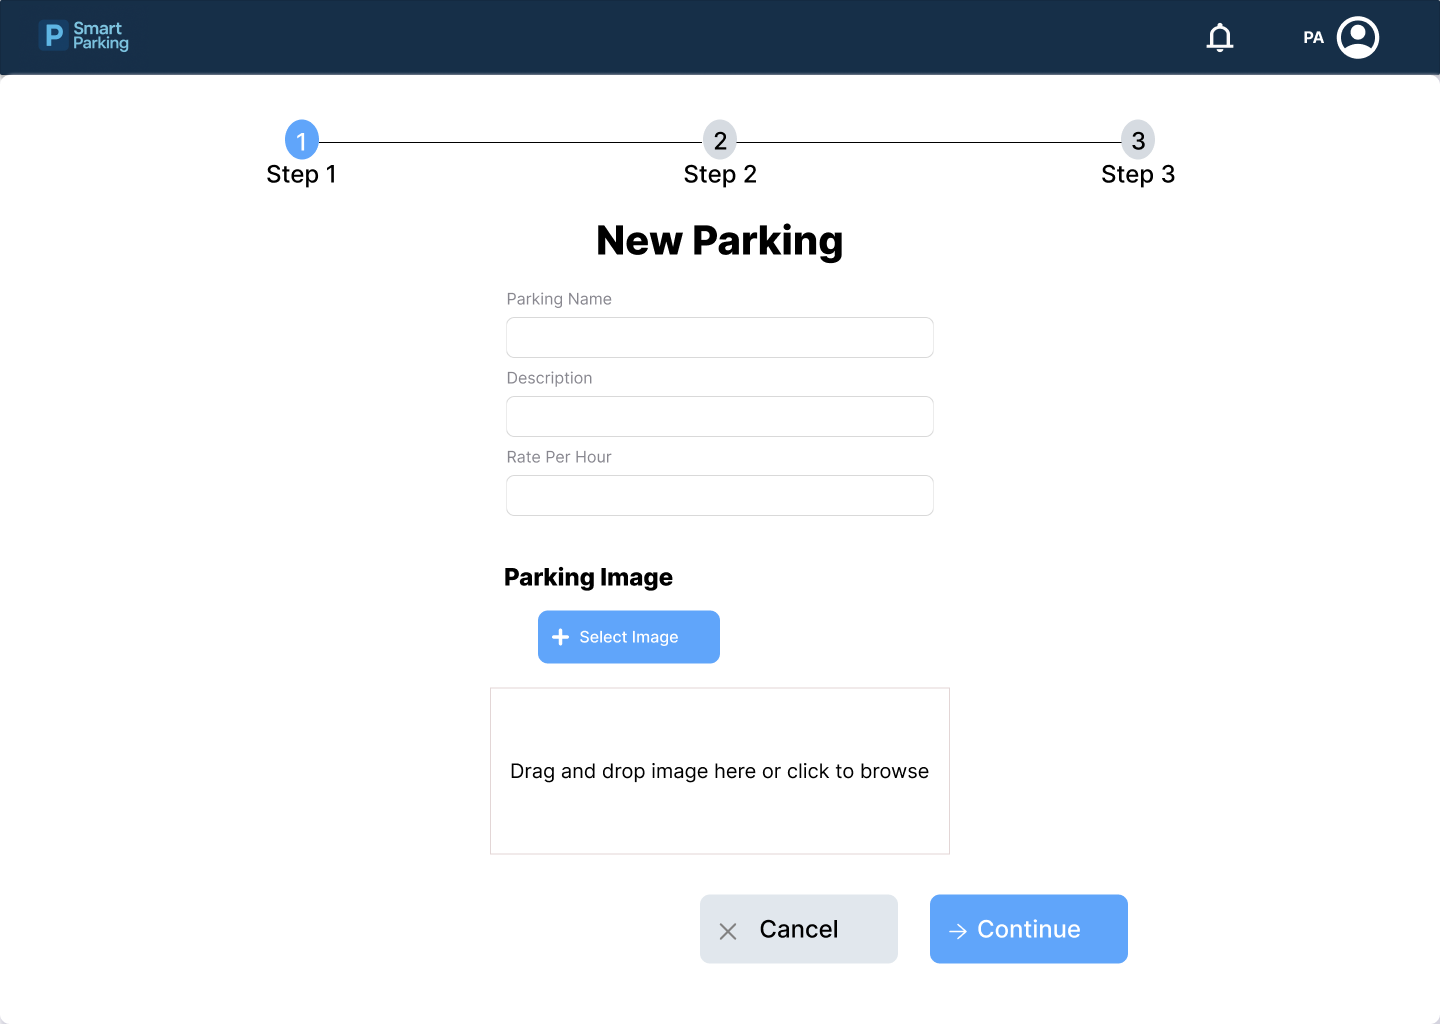 P Smart
Parking
PA
1
2
3
Step 1
Step 2
Step 3
New Parking
Parking Name
Description
Rate Per Hour
Parking Image
Select Image
Drag and drop image here or click to browse
Cancel
Continue